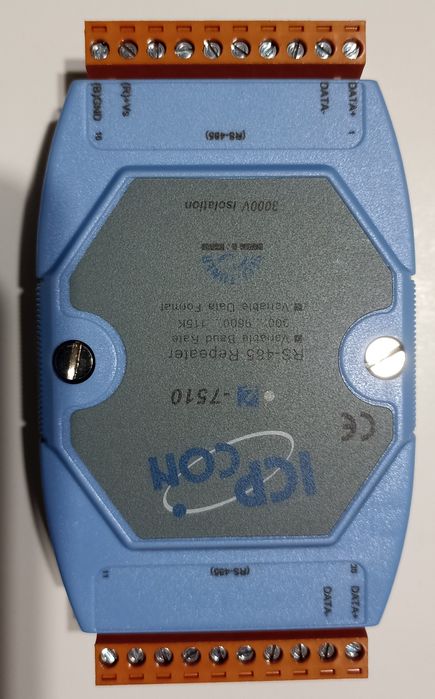 DATA+
DATA-
20
(RS-485)
11
ICP
CON
CE
-7510
RS-485 Repeater
Variable Baud Rate
300..9600..115K
Variable Data Format
3000V isolation
1
DATA+
DATA-
(RS-485)
(R)+Vs
(B)GND
10